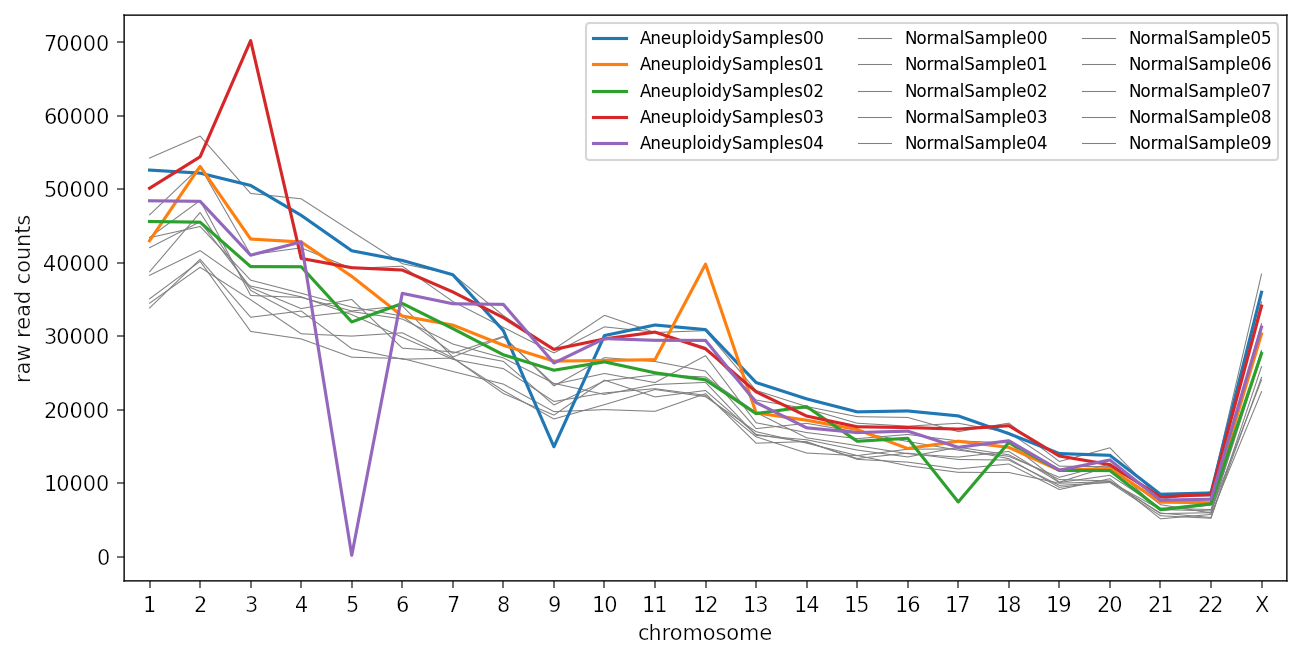 70000
60000
50000
40000
30000
20000
10000
0
raw read counts
AneuploidySamples00 NormalSample00 NormalSample05
AneuploidySamples01 NormalSample01 NormalSample06
AneuploidySamples02 NormalSample02 NormalSample07
AneuploidySamples03 NormalSample03 NormalSample08
AneuploidySamples04 NormalSample04 NormalSample09
1 2 3 4 5 6 7 8 9 10 11 12 13 14 15 16 17 18 19 20 21 22 X
chromosome